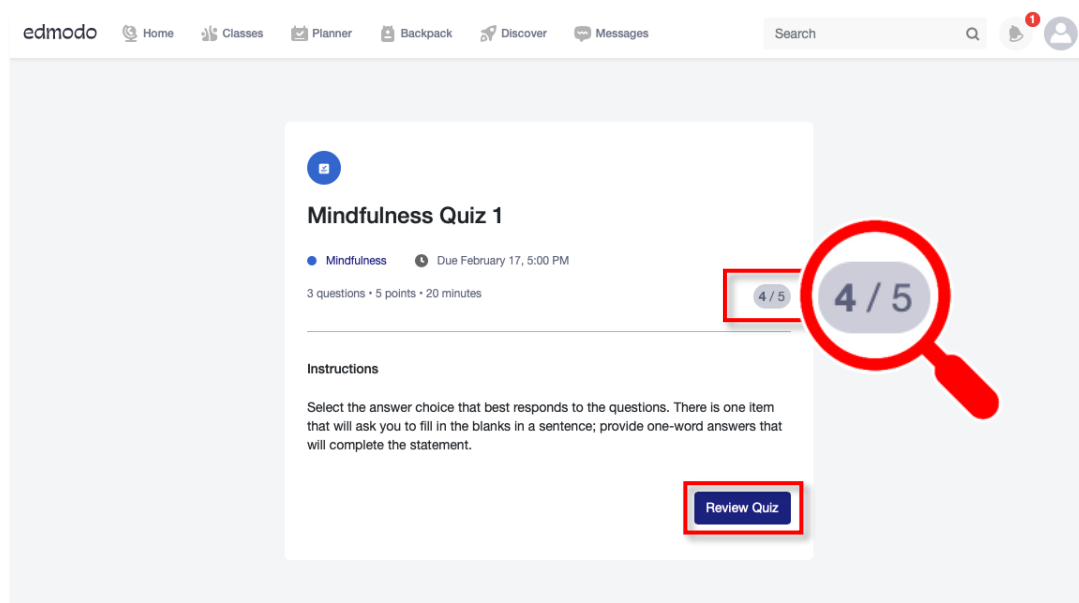 edmodo Home Classes Planner Backpack Discover Messages Search 1
Mindfulness Quiz 1
Mindfulness Due February 17, 5:00 PM
3 questions • 5 points • 20 minutes
4 / 5
4 / 5
Instructions
Select the answer choice that best responds to the questions. There is one item
that will ask you to fill in the blanks in a sentence; provide one-word answers that
will complete the statement.
Review Quiz